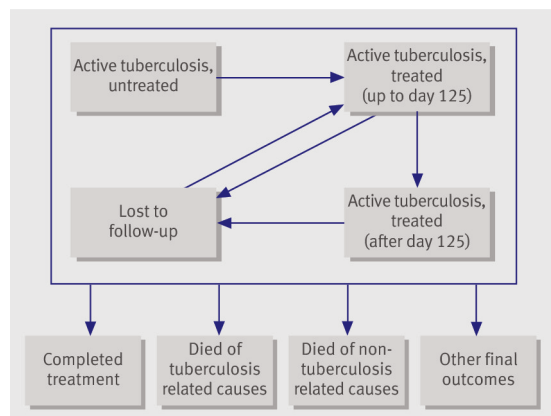 Active tuberculosis,
untreated
Active tuberculosis,
treated
(up to day 125)
Lost to
follow-up
Active tuberculosis,
treated
(after day 125)
Completed
treatment
Died of
tuberculosis
related causes
Died of non-
tuberculosis
related causes
Other final
outcomes